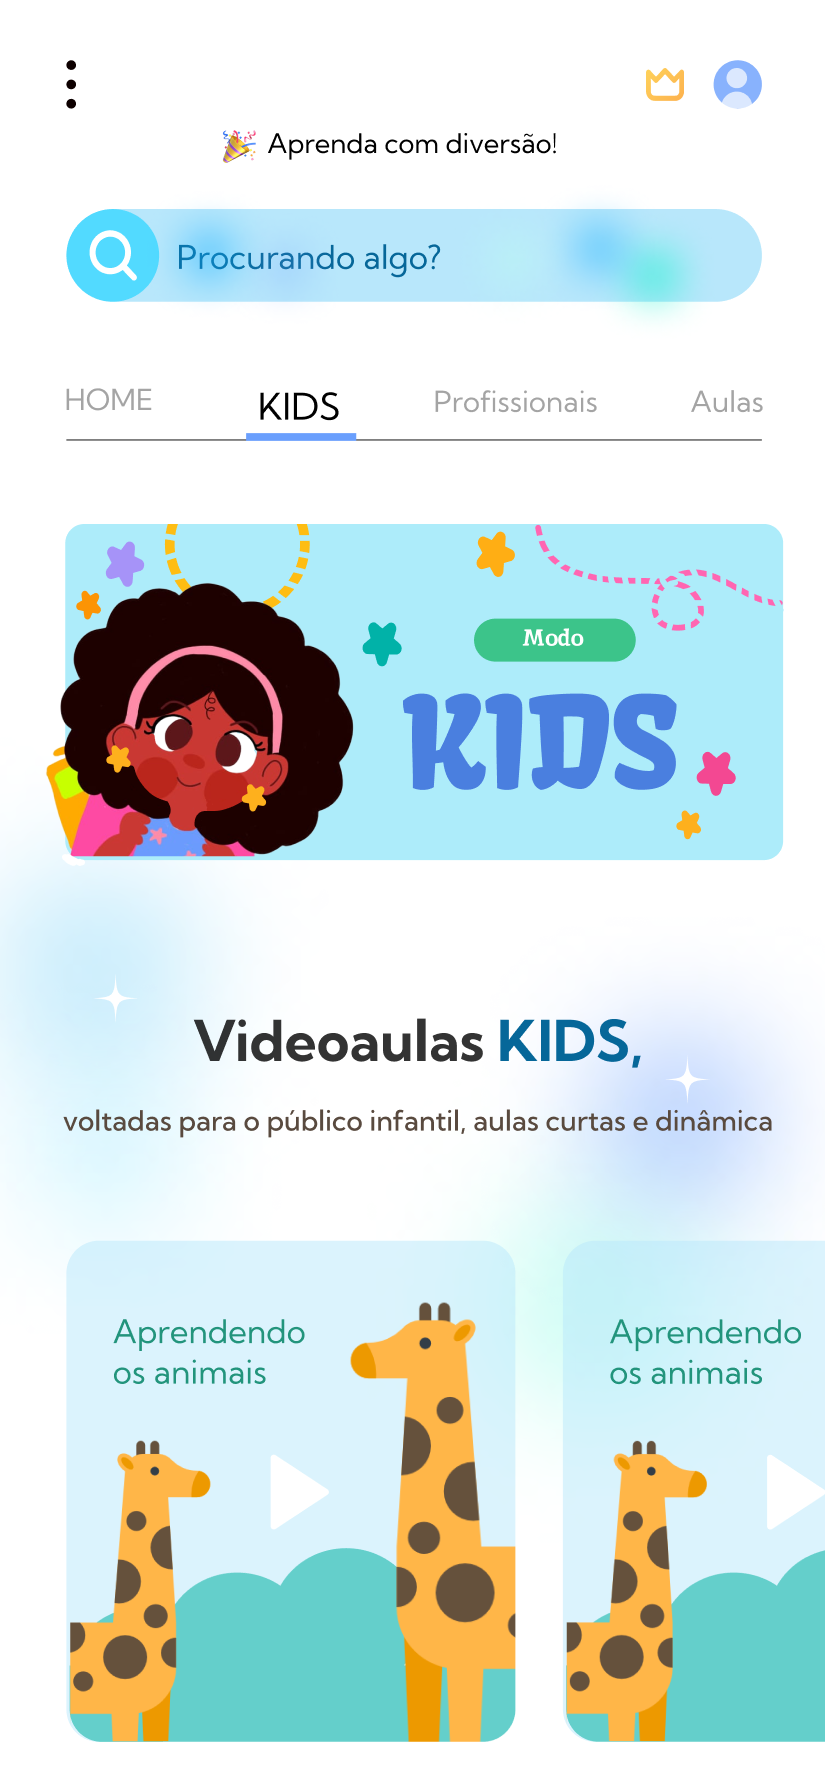 🎉 Aprenda com diversão!
Procurando algo?
HOME KIDS Profissionais Aulas
Modo
KIDS
Videoaulas KIDS,
voltadas para o público infantil, aulas curtas e dinâmica
Aprendendo
os animais
Aprendendo
os animais